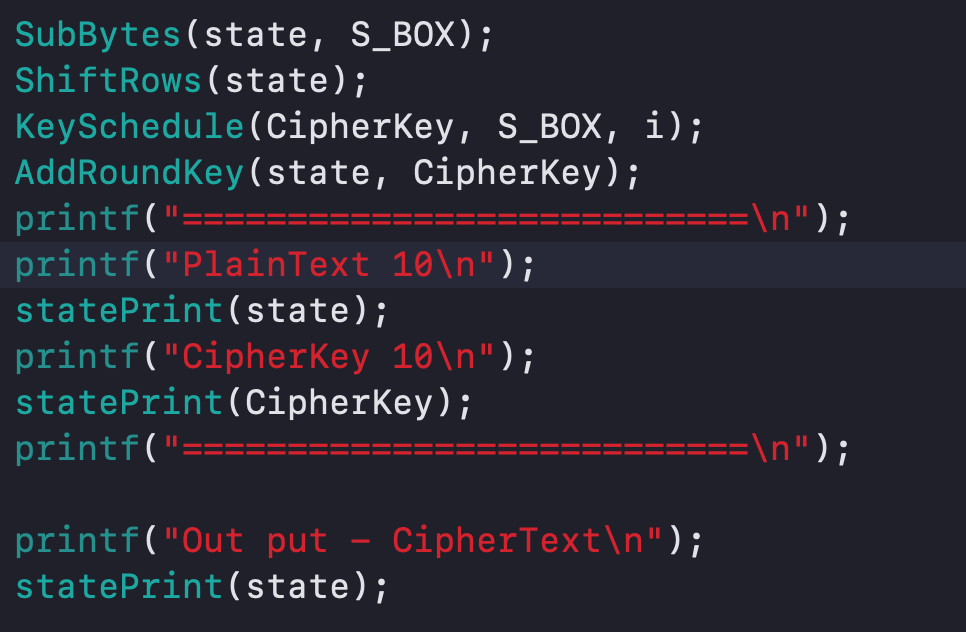 SubBytes(state, S_BOX);
ShiftRows(state);
KeySchedule(CipherKey, S_BOX, i);
AddRoundKey(state, CipherKey);
printf("===========================\n");
printf("PlainText 10\n");
statePrint(state);
printf("CipherKey 10\n");
statePrint(CipherKey);
printf("===========================\n");
printf("Out put - CipherText\n");
statePrint(state);